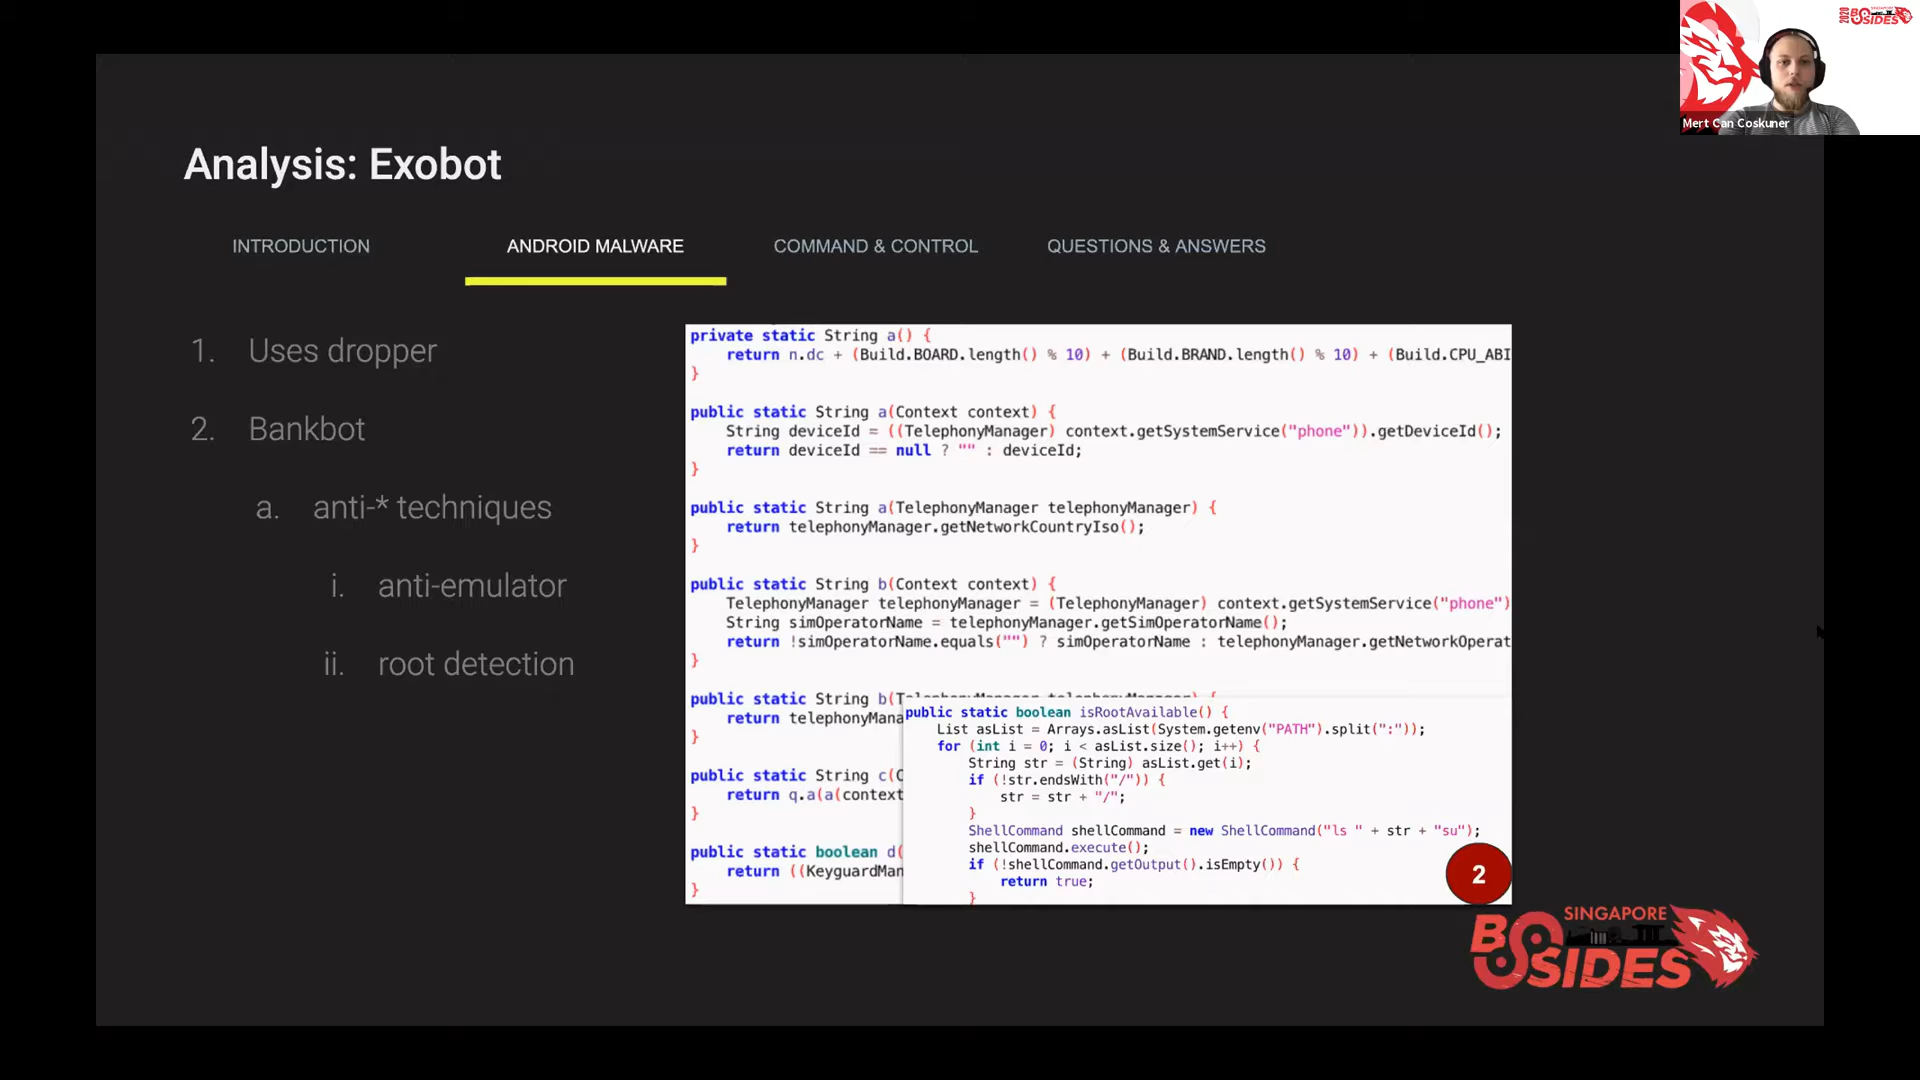 2020 BSIDES SINGAPORE
Mert Can Coskuner
Analysis: Exobot
INTRODUCTION
ANDROID MALWARE
COMMAND & CONTROL
QUESTIONS & ANSWERS
1. Uses dropper
2. Bankbot
a. anti-* techniques
i. anti-emulator
ii. root detection
private static String a() {
return n.dc + (Build.BOARD.length() % 10) + (Build.BRAND.length() % 10) + (Build.CPU_ABI
}
public static String a(Context context) {
String deviceId = ((TelephonyManager) context.getSystemService("phone")).getDeviceId();
return deviceId == null ? "" : deviceId;
}
public static String a(TelephonyManager telephonyManager) {
return telephonyManager.getNetworkCountryIso();
}
public static String b(Context context) {
TelephonyManager telephonyManager = (TelephonyManager) context.getSystemService("phone")
String simOperatorName = telephonyManager.getSimOperatorName();
return !simOperatorName.equals("") ? simOperatorName : telephonyManager.getNetworkOperat
}
public static String b(TelephonyManager telephonyManager) {
return telephonyMana
}
public static String c(C
return q.a(a(context
}
public static boolean d(
return ((KeyguardMan
}
public static boolean isRootAvailable() {
List asList = Arrays.asList(System.getenv("PATH").split(":"));
for (int i = 0; i < asList.size(); i++) {
String str = (String) asList.get(i);
if (!str.endsWith("/")) {
str = str + "/";
}
ShellCommand shellCommand = new ShellCommand("ls " + str + "su");
shellCommand.execute();
if (!shellCommand.getOutput().isEmpty()) {
return true;
}
2
SINGAPORE
BSIDES